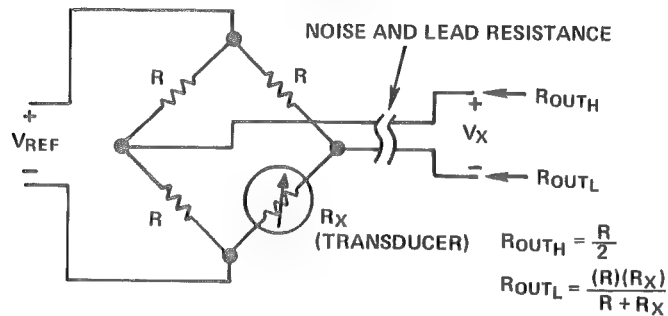 NOISE AND LEAD RESISTANCE
R
R
+
VREF
−
+
VX
−
ROUTH
ROUTL
R
RX
(TRANSDUCER)
ROUTH = R/2
ROUTL = (R)(RX)/R + RX